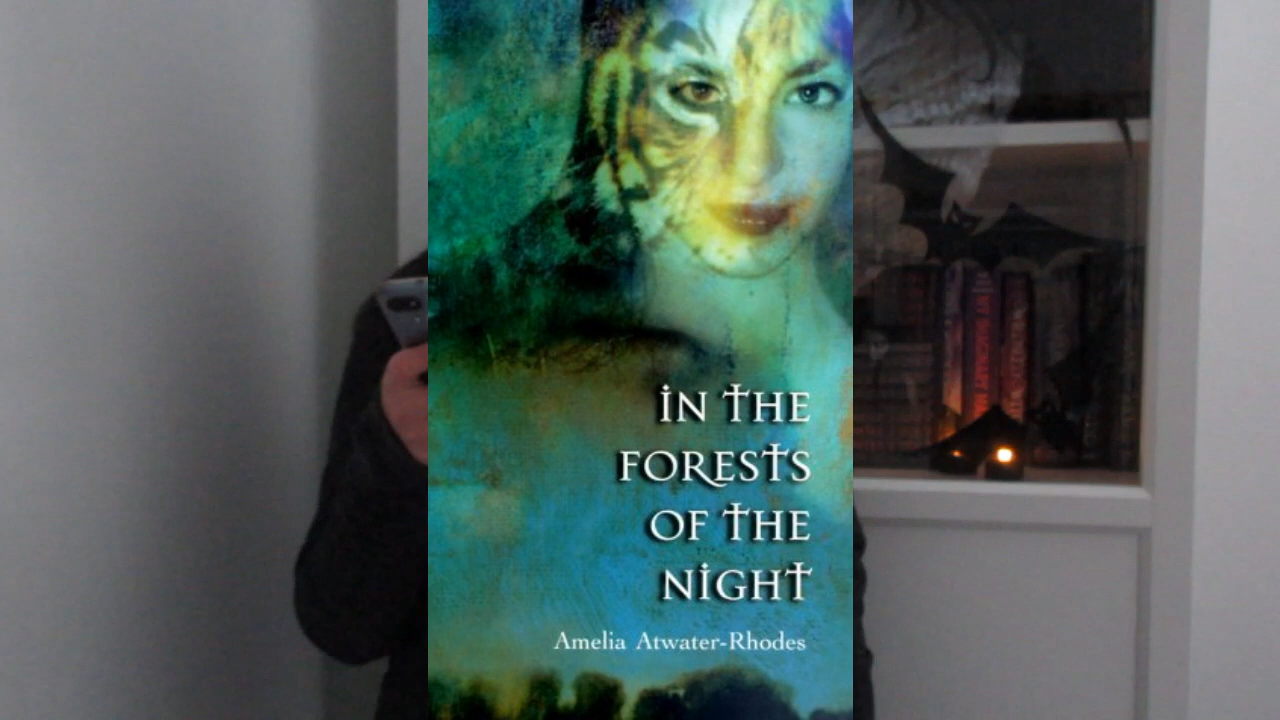 IN THE
FORESTS
OF THE
NIGHT
Amelia Atwater-Rhodes